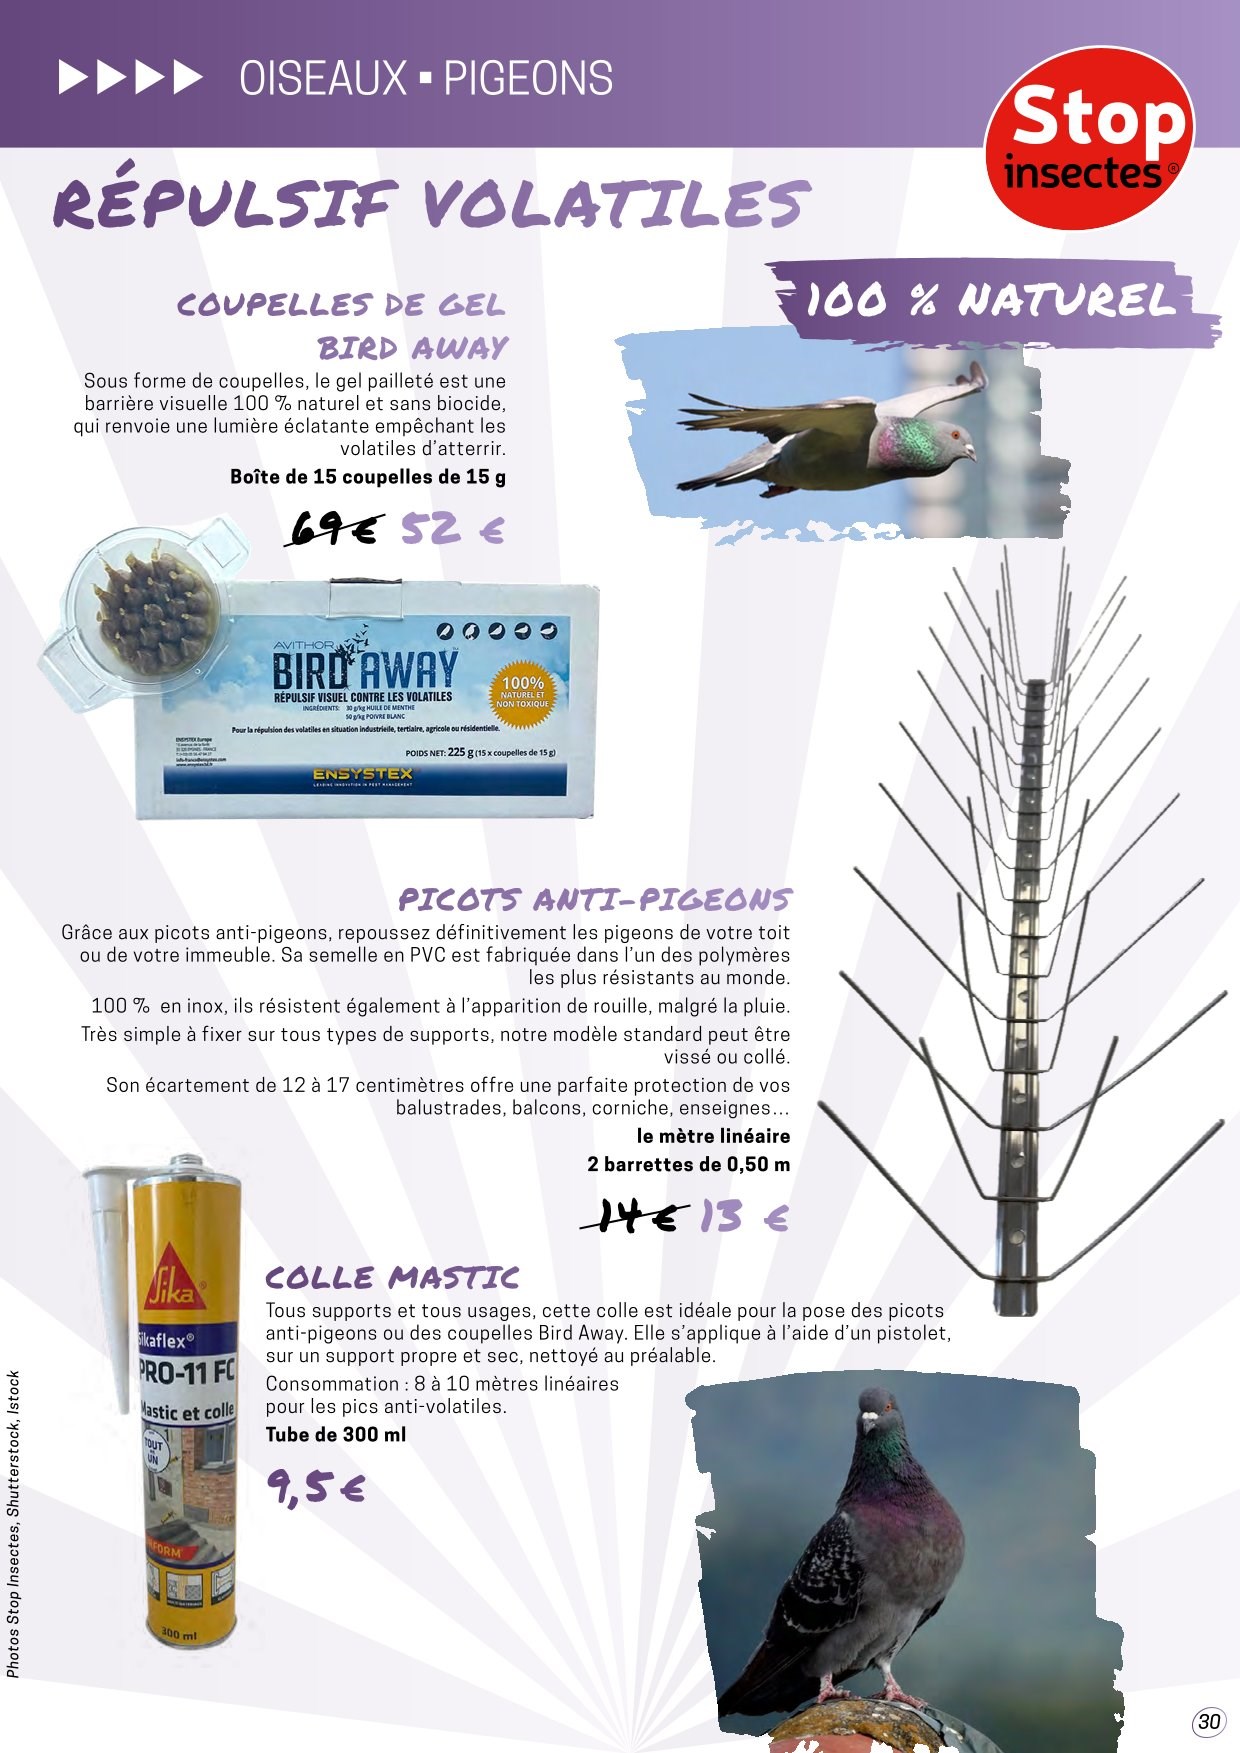 OISEAUX ▪ PIGEONS
Stop
insectes®
RÉPULSIF VOLATILES
100 % NATUREL
COUPELLES DE GEL
BIRD AWAY
Sous forme de coupelles, le gel pailleté est une
barrière visuelle 100 % naturel et sans biocide,
qui renvoie une lumière éclatante empêchant les
volatiles d’atterrir.
Boîte de 15 coupelles de 15 g
69 € 52 €
AVITHOR
BIRD AWAY
RÉPULSIF VISUEL CONTRE LES VOLATILES
INGRÉDIENTS: 30 g/kg HUILE DE MENTHE
50 g/kg POIVRE BLANC
100%
NATUREL ET
NON TOXIQUE
Pour la répulsion des volatiles en situation industrielle, tertiaire, agricole ou résidentielle.
ENSYSTEX Europe
POIDS NET: 225 g (15 x coupelles de 15 g)
ENSYSTEX
LEADING INNOVATION IN PEST MANAGEMENT
PICOTS ANTI-PIGEONS
Grâce aux picots anti-pigeons, repoussez définitivement les pigeons de votre toit
ou de votre immeuble. Sa semelle en PVC est fabriquée dans l’un des polymères
les plus résistants au monde.
100 % en inox, ils résistent également à l’apparition de rouille, malgré la pluie.
Très simple à fixer sur tous types de supports, notre modèle standard peut être
vissé ou collé.
Son écartement de 12 à 17 centimètres offre une parfaite protection de vos
balustrades, balcons, corniche, enseignes…
le mètre linéaire
2 barrettes de 0,50 m
14 € 13 €
COLLE MASTIC
Tous supports et tous usages, cette colle est idéale pour la pose des picots
anti-pigeons ou des coupelles Bird Away. Elle s’applique à l’aide d’un pistolet,
sur un support propre et sec, nettoyé au préalable.
Consommation : 8 à 10 mètres linéaires
pour les pics anti-volatiles.
Tube de 300 ml
9,5 €
Sika®
Sikaflex®
PRO-11 FC
Mastic et colle
TOUT
UN
300 ml
Photos Stop Insectes, Shutterstock, Istock
30